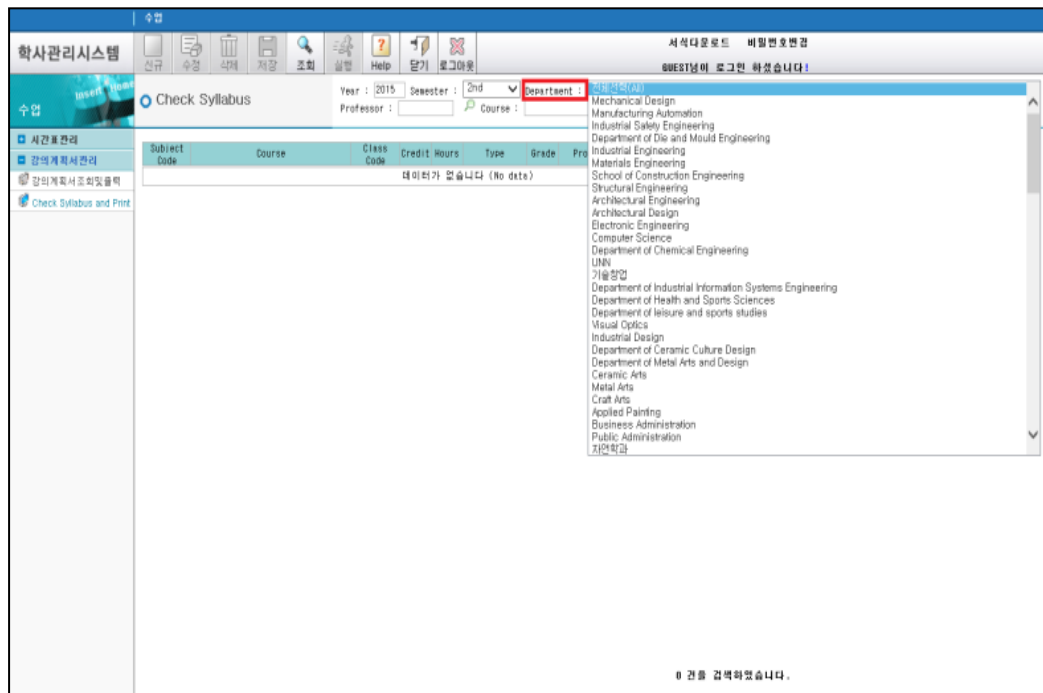 수업
학사관리시스템
신규 수정 삭제 저장 조회 실행 Help 닫기 로그아웃
서식다운로드 비밀번호변경
GUEST님이 로그인 하셨습니다!
Insert Home
수업
Check Syllabus
Year : 2015 Semester : 2nd Department :
Professor : Course :
시간표관리
강의계획서관리
강의계획서조회및출력
Check Syllabus and Print
Subject Code Course Class Code Credit Hours Type Grade Pro
데이터가 없습니다 (No data)
전체선택(All)
Mechanical Design
Manufacturing Automation
Industrial Safety Engineering
Department of Die and Mould Engineering
Industrial Engineering
Materials Engineering
School of Construction Engineering
Structural Engineering
Architectural Engineering
Architectural Design
Electronic Engineering
Computer Science
Department of Chemical Engineering
UNN
기술창업
Department of Industrial Information Systems Engineering
Department of Health and Sports Sciences
Department of leisure and sports studies
Visual Optics
Industrial Design
Department of Ceramic Culture Design
Department of Metal Arts and Design
Ceramic Arts
Metal Arts
Craft Arts
Applied Painting
Business Administration
Public Administration
자연학과
0 건을 검색하였습니다.